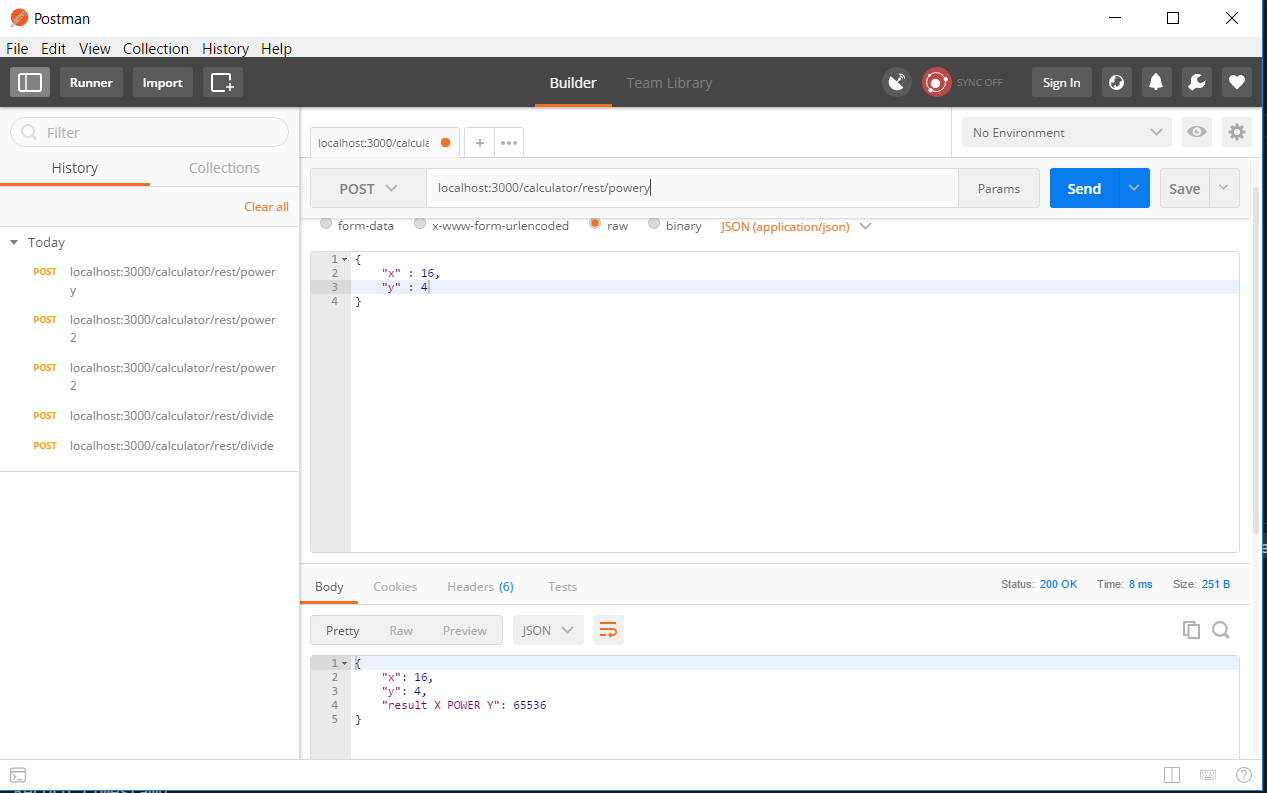 Postman
File Edit View Collection History Help
Runner Import Builder Team Library SYNC OFF Sign In
Filter
History Collections
Clear all
Today
POST localhost:3000/calculator/rest/power
y
POST localhost:3000/calculator/rest/power
2
POST localhost:3000/calculator/rest/power
2
POST localhost:3000/calculator/rest/divide
POST localhost:3000/calculator/rest/divide
localhost:3000/calcula
No Environment
POST localhost:3000/calculator/rest/powery Params Send Save
form-data x-www-form-urlencoded raw binary JSON (application/json)
1 {
2 "x" : 16,
3 "y" : 4
4 }
Body Cookies Headers (6) Tests Status: 200 OK Time: 8 ms Size: 251 B
Pretty Raw Preview JSON
1 {
2 "x": 16,
3 "y": 4,
4 "result X POWER Y": 65536
5 }